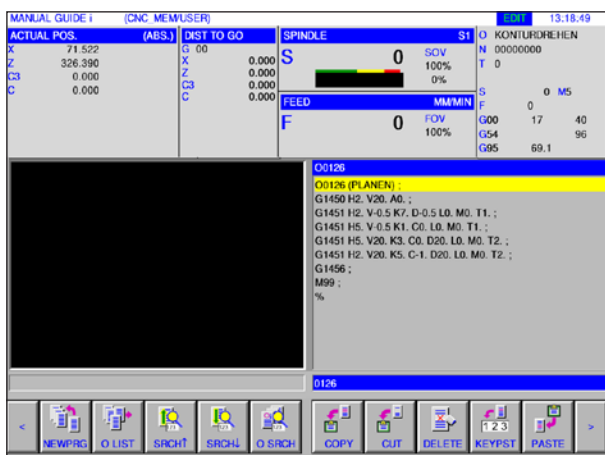 MANUAL GUIDE i (CNC_MEM/USER) EDIT 13:18:49
ACTUAL POS. (ABS.)
X 71.522
Z 326.390
C3 0.000
C 0.000
DIST TO GO
G 00
X 0.000
Z 0.000
C3 0.000
C 0.000
SPINDLE S1
S 0 SOV
100%
0%
FEED MM/MIN
F 0 FOV
100%
O KONTURDREHEN
N 00000000
T 0
S 0 M5
F 0
G00 17 40
G54 96
G95 69.1
O0126
O0126 (PLANEN) ;
G1450 H2. V20. A0. ;
G1451 H2. V-0.5 K7. D-0.5 L0. M0. T1. ;
G1451 H5. V-0.5 K1. C0. L0. M0. T1. ;
G1451 H5. V20. K3. C0. D20. L0. M0. T2. ;
G1451 H2. V20. K5. C-1. D20. L0. M0. T2. ;
G1456 ;
M99 ;
%
0126
< NEWPRG O LIST SRCH↑ SRCH↓ O SRCH COPY CUT DELETE KEYPST PASTE >